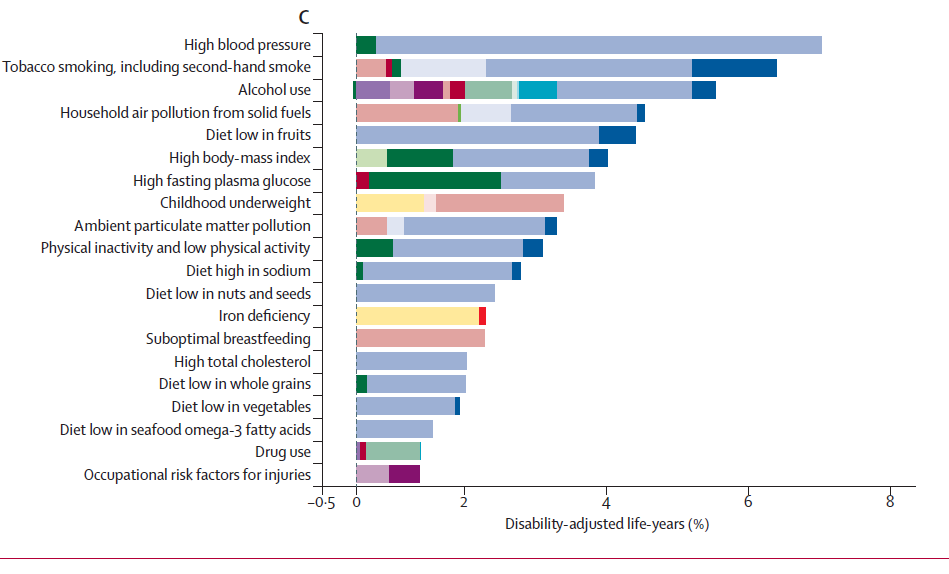 C
High blood pressure
Tobacco smoking, including second-hand smoke
Alcohol use
Household air pollution from solid fuels
Diet low in fruits
High body-mass index
High fasting plasma glucose
Childhood underweight
Ambient particulate matter pollution
Physical inactivity and low physical activity
Diet high in sodium
Diet low in nuts and seeds
Iron deficiency
Suboptimal breastfeeding
High total cholesterol
Diet low in whole grains
Diet low in vegetables
Diet low in seafood omega-3 fatty acids
Drug use
Occupational risk factors for injuries
–0·5 0 2 4 6 8
Disability-adjusted life-years (%)